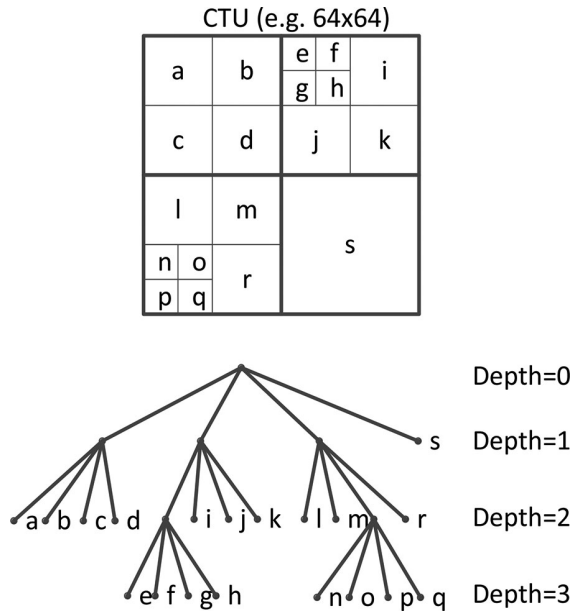 CTU (e.g. 64x64)
e f
a b i
g h
c d j k
l m
s
n o
r
p q
Depth=0
s Depth=1
a b c d i j k l m r Depth=2
e f g h n o p q Depth=3